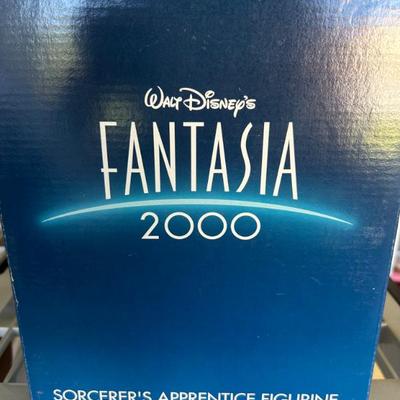 WALT DISNEY'S
FANTASIA
2000
SORCERER'S APPRENTICE FIGURINE